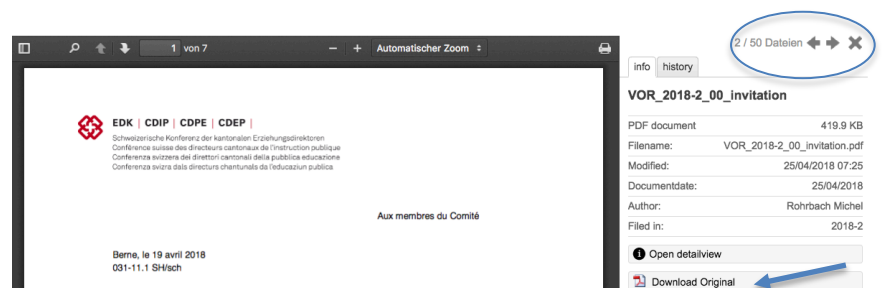 1 von 7
Automatischer Zoom
2 / 50 Dateien
EDK | CDIP | CDPE | CDEP |
Schweizerische Konferenz der kantonalen Erziehungsdirektoren
Conférence suisse des directeurs cantonaux de l'instruction publique
Conferenza svizzera dei direttori cantonali della pubblica educazione
Conferenza svizra dals directurs chantunals da l'educaziun publica
Aux membres du Comité
Berne, le 19 avril 2018
031-11.1 SH/sch
info history
VOR_2018-2_00_invitation
PDF document 419.9 KB
Filename: VOR_2018-2_00_invitation.pdf
Modified: 25/04/2018 07:25
Documentdate: 25/04/2018
Author: Rohrbach Michel
Filed in: 2018-2
Open detailview
Download Original